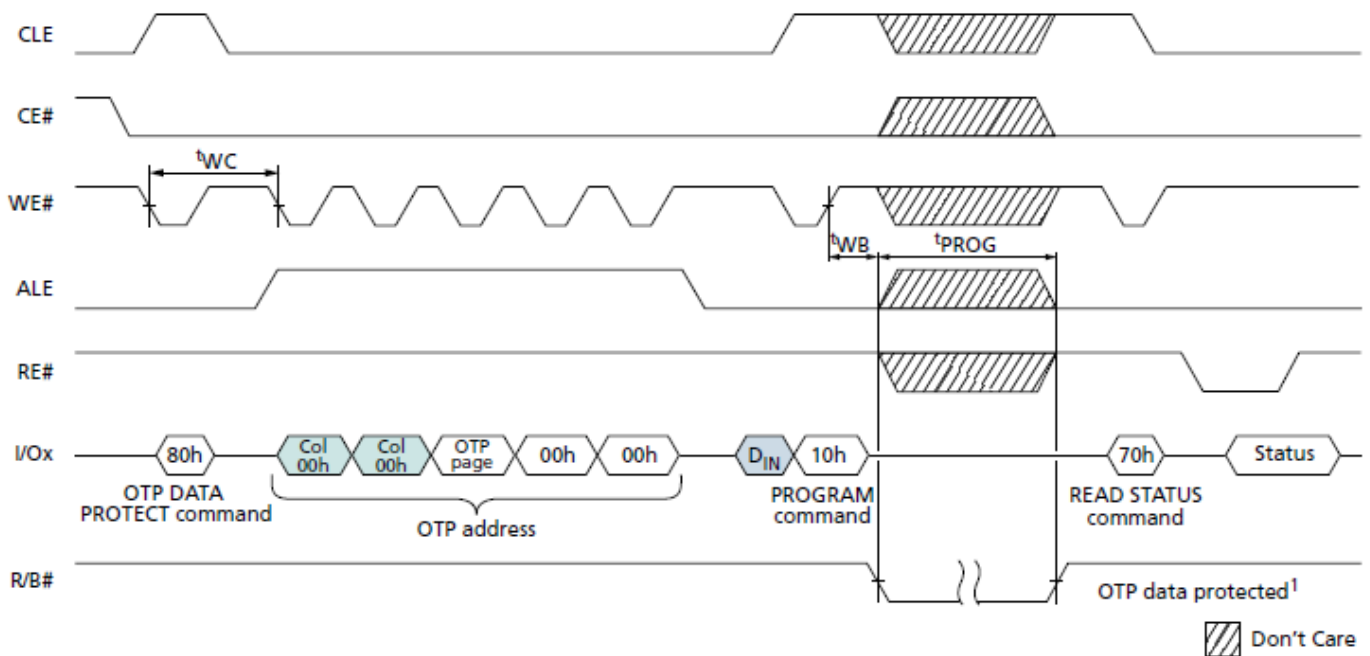 CLE
CE#
tWC
WE#
tWB
tPROG
ALE
RE#
I/Ox
80h
Col
00h
Col
00h
OTP
page
00h
00h
DIN
10h
70h
Status
OTP DATA
PROTECT command
OTP address
PROGRAM
command
READ STATUS
command
R/B#
OTP data protected1
Don't Care